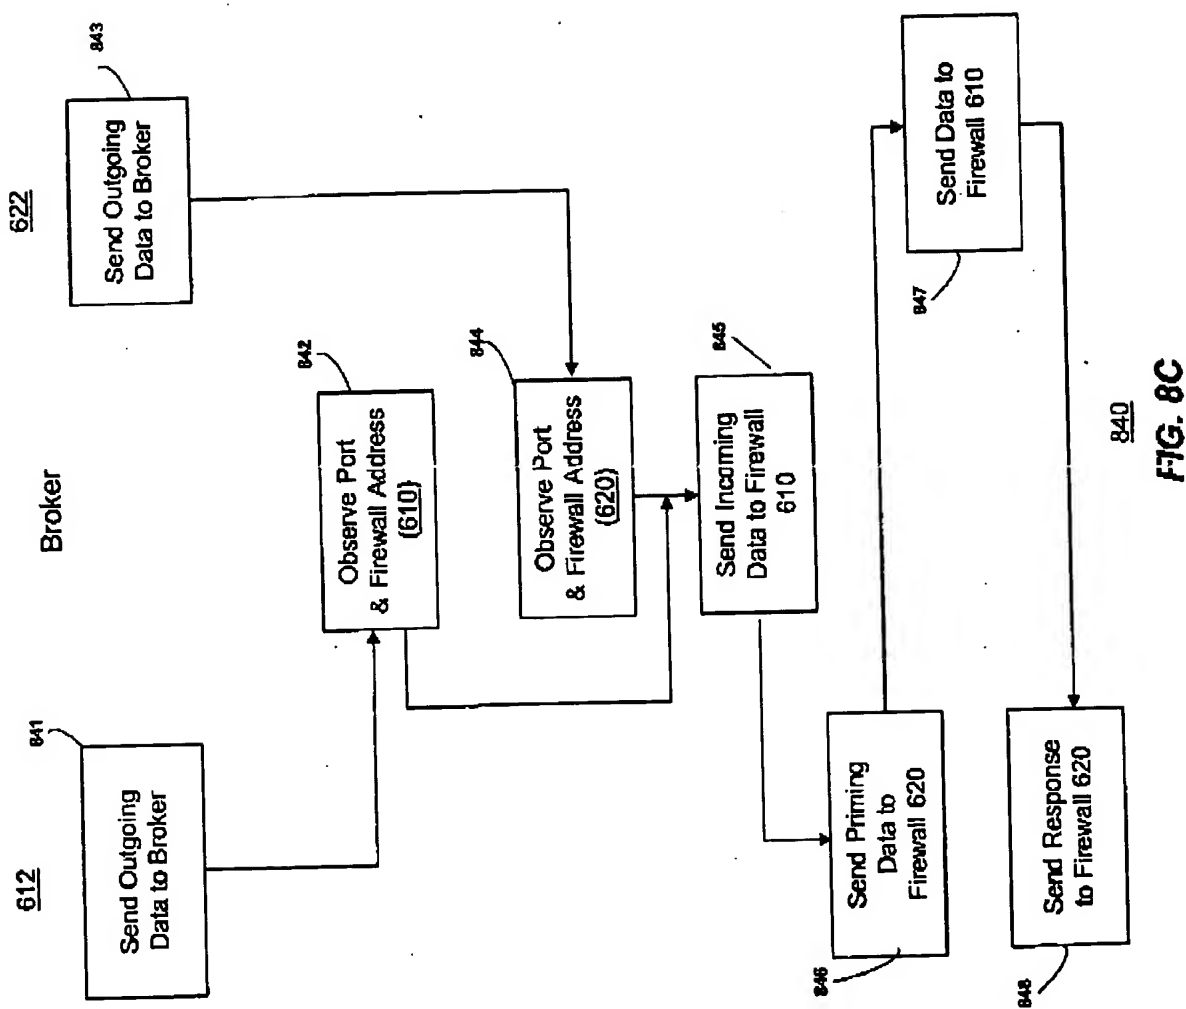 612
Broker
622
841
Send Outgoing
Data to Broker
843
Send Outgoing
Data to Broker
842
Observe Port
& Firewall Address
(610)
844
Observe Port
& Firewall Address
(620)
845
Send Incoming
Data to Firewall
610
846
Send Priming
Data to
Firewall 620
847
Send Data to
Firewall 610
848
Send Response
to Firewall 620
840
FIG. 8C